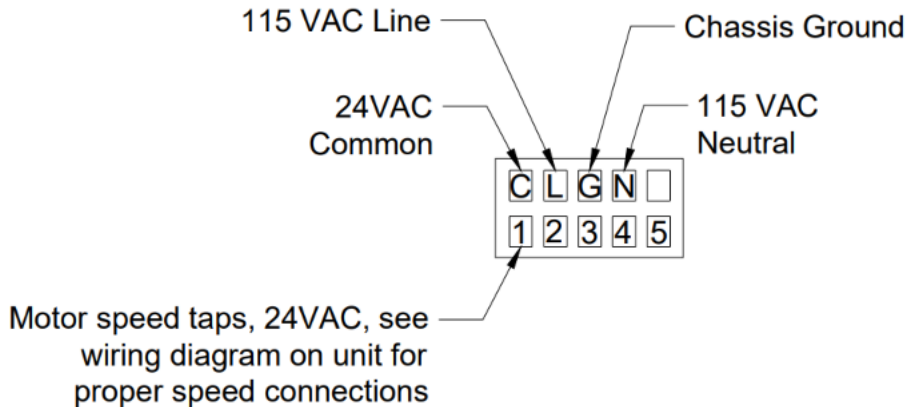 115 VAC Line
Chassis Ground
24VAC
Common
115 VAC
Neutral
C L G N
1 2 3 4 5
Motor speed taps, 24VAC, see
wiring diagram on unit for
proper speed connections